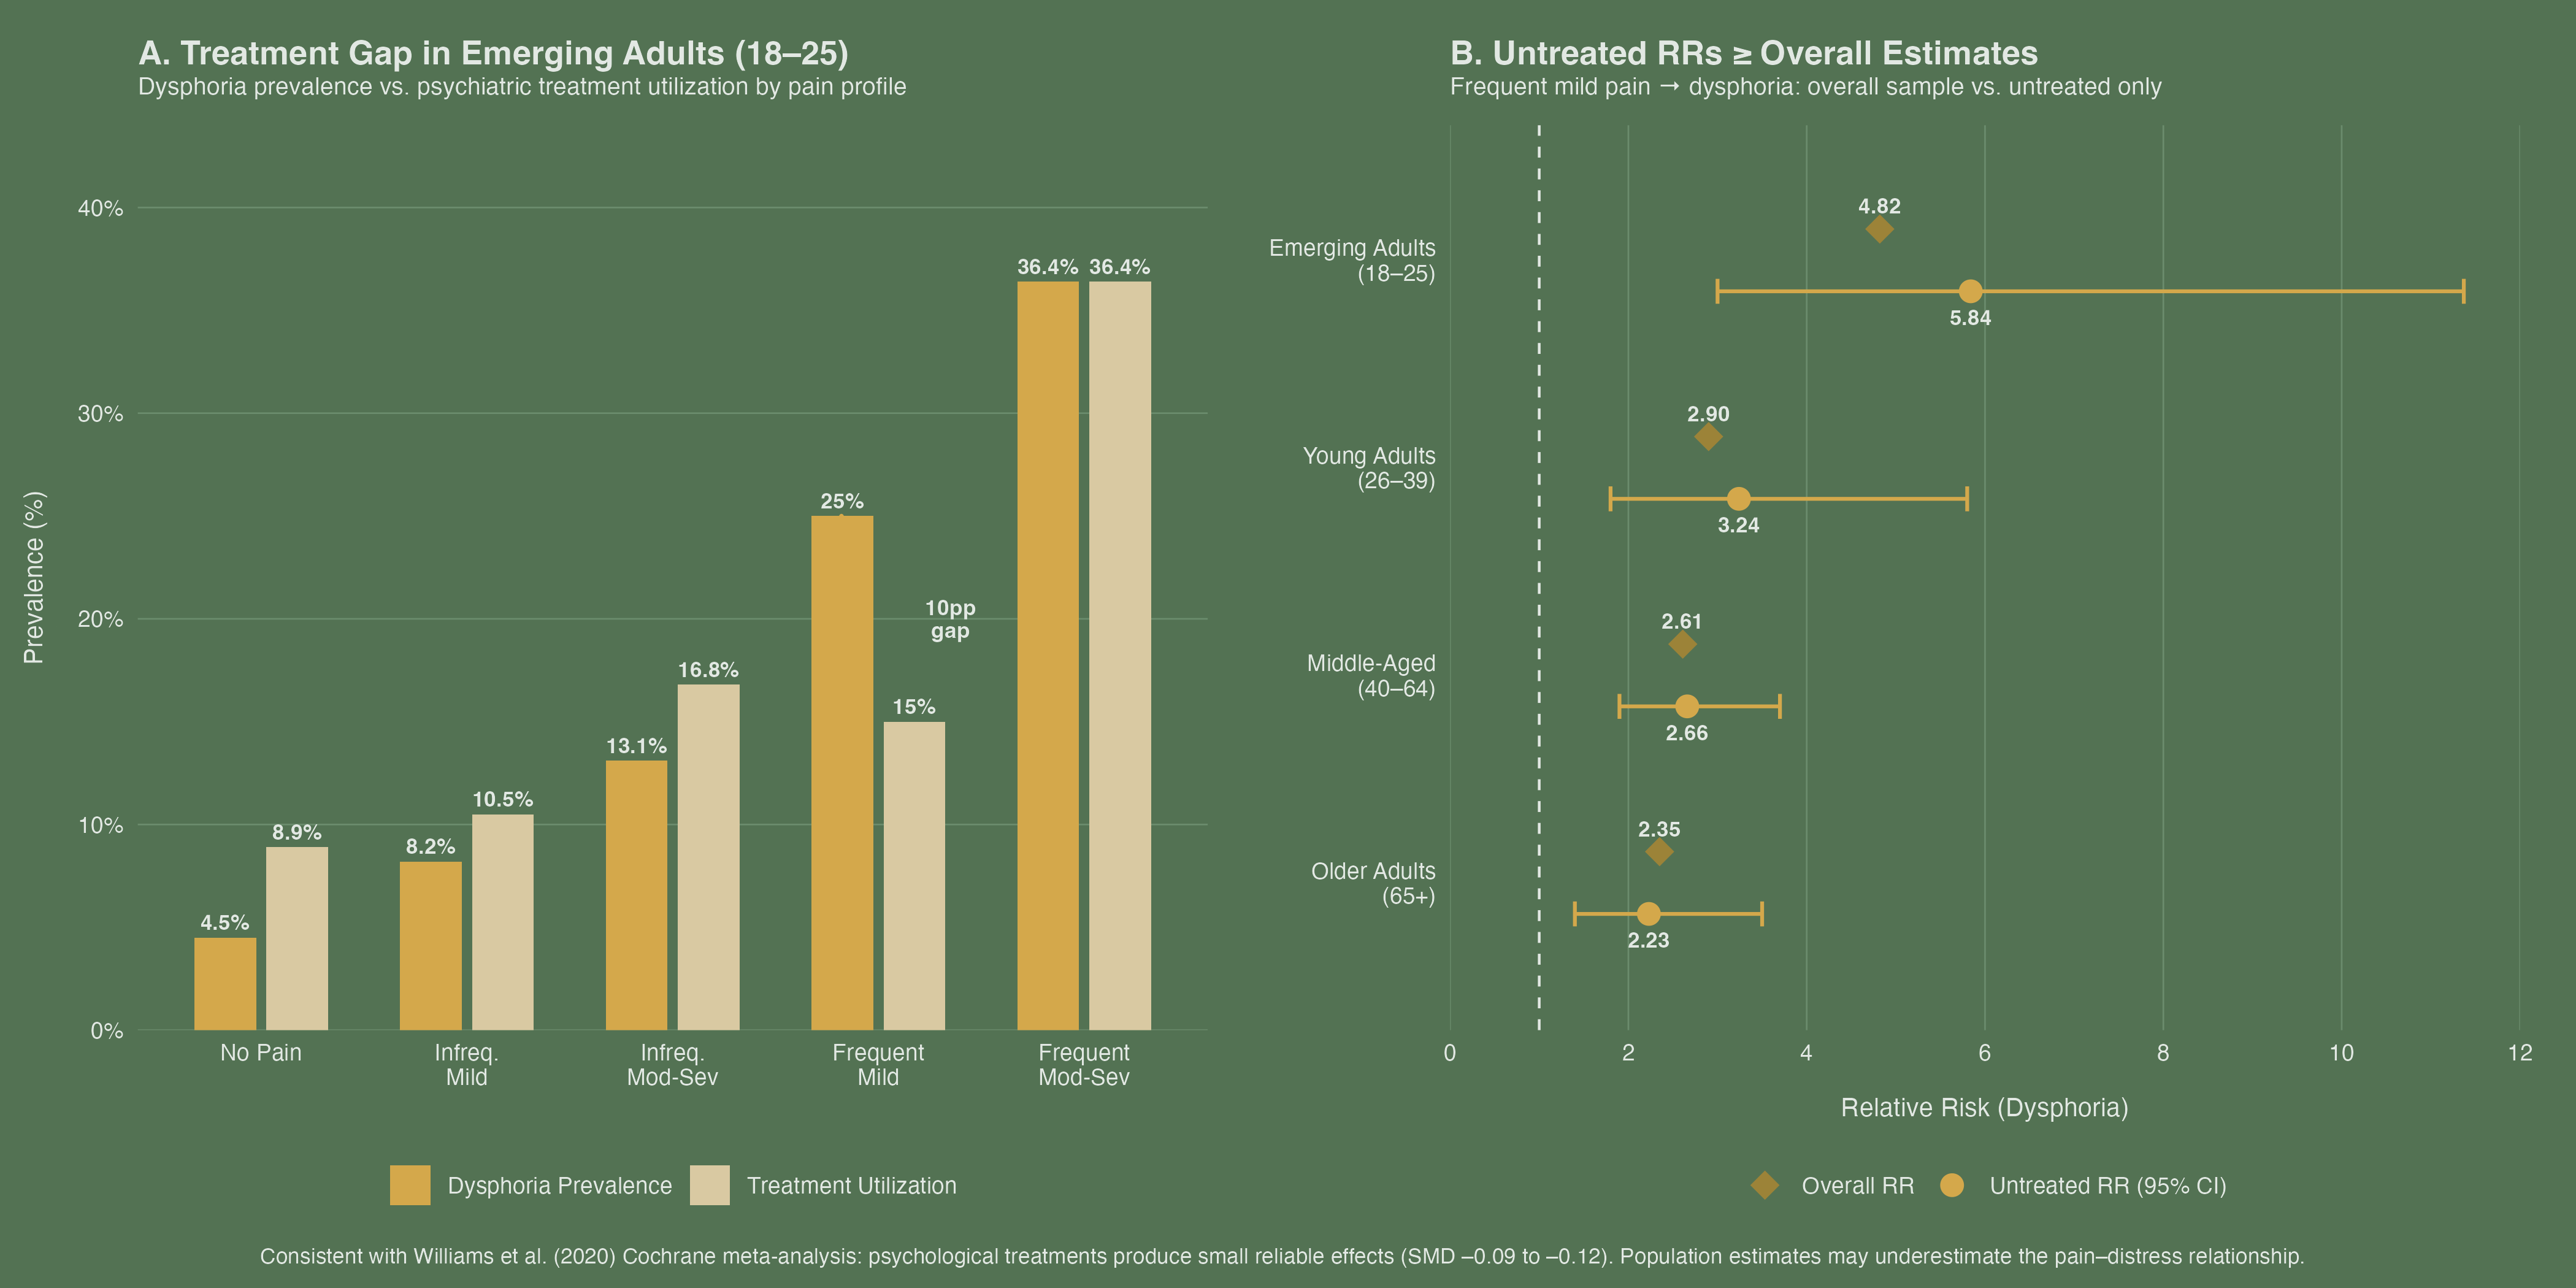 A. Treatment Gap in Emerging Adults (18–25)
Dysphoria prevalence vs. psychiatric treatment utilization by pain profile
Prevalence (%)
40%
30%
20%
10%
0%
4.5%
8.9%
8.2%
10.5%
13.1%
16.8%
25%
15%
10pp
gap
36.4%
36.4%
No Pain
Infreq.
Mild
Infreq.
Mod-Sev
Frequent
Mild
Frequent
Mod-Sev
Dysphoria Prevalence
Treatment Utilization
B. Untreated RRs ≥ Overall Estimates
Frequent mild pain → dysphoria: overall sample vs. untreated only
Emerging Adults
(18–25)
4.82
5.84
Young Adults
(26–39)
2.90
3.24
Middle-Aged
(40–64)
2.61
2.66
Older Adults
(65+)
2.35
2.23
0
2
4
6
8
10
12
Relative Risk (Dysphoria)
Overall RR
Untreated RR (95% CI)
Consistent with Williams et al. (2020) Cochrane meta-analysis: psychological treatments produce small reliable effects (SMD –0.09 to –0.12). Population estimates may underestimate the pain–distress relationship.